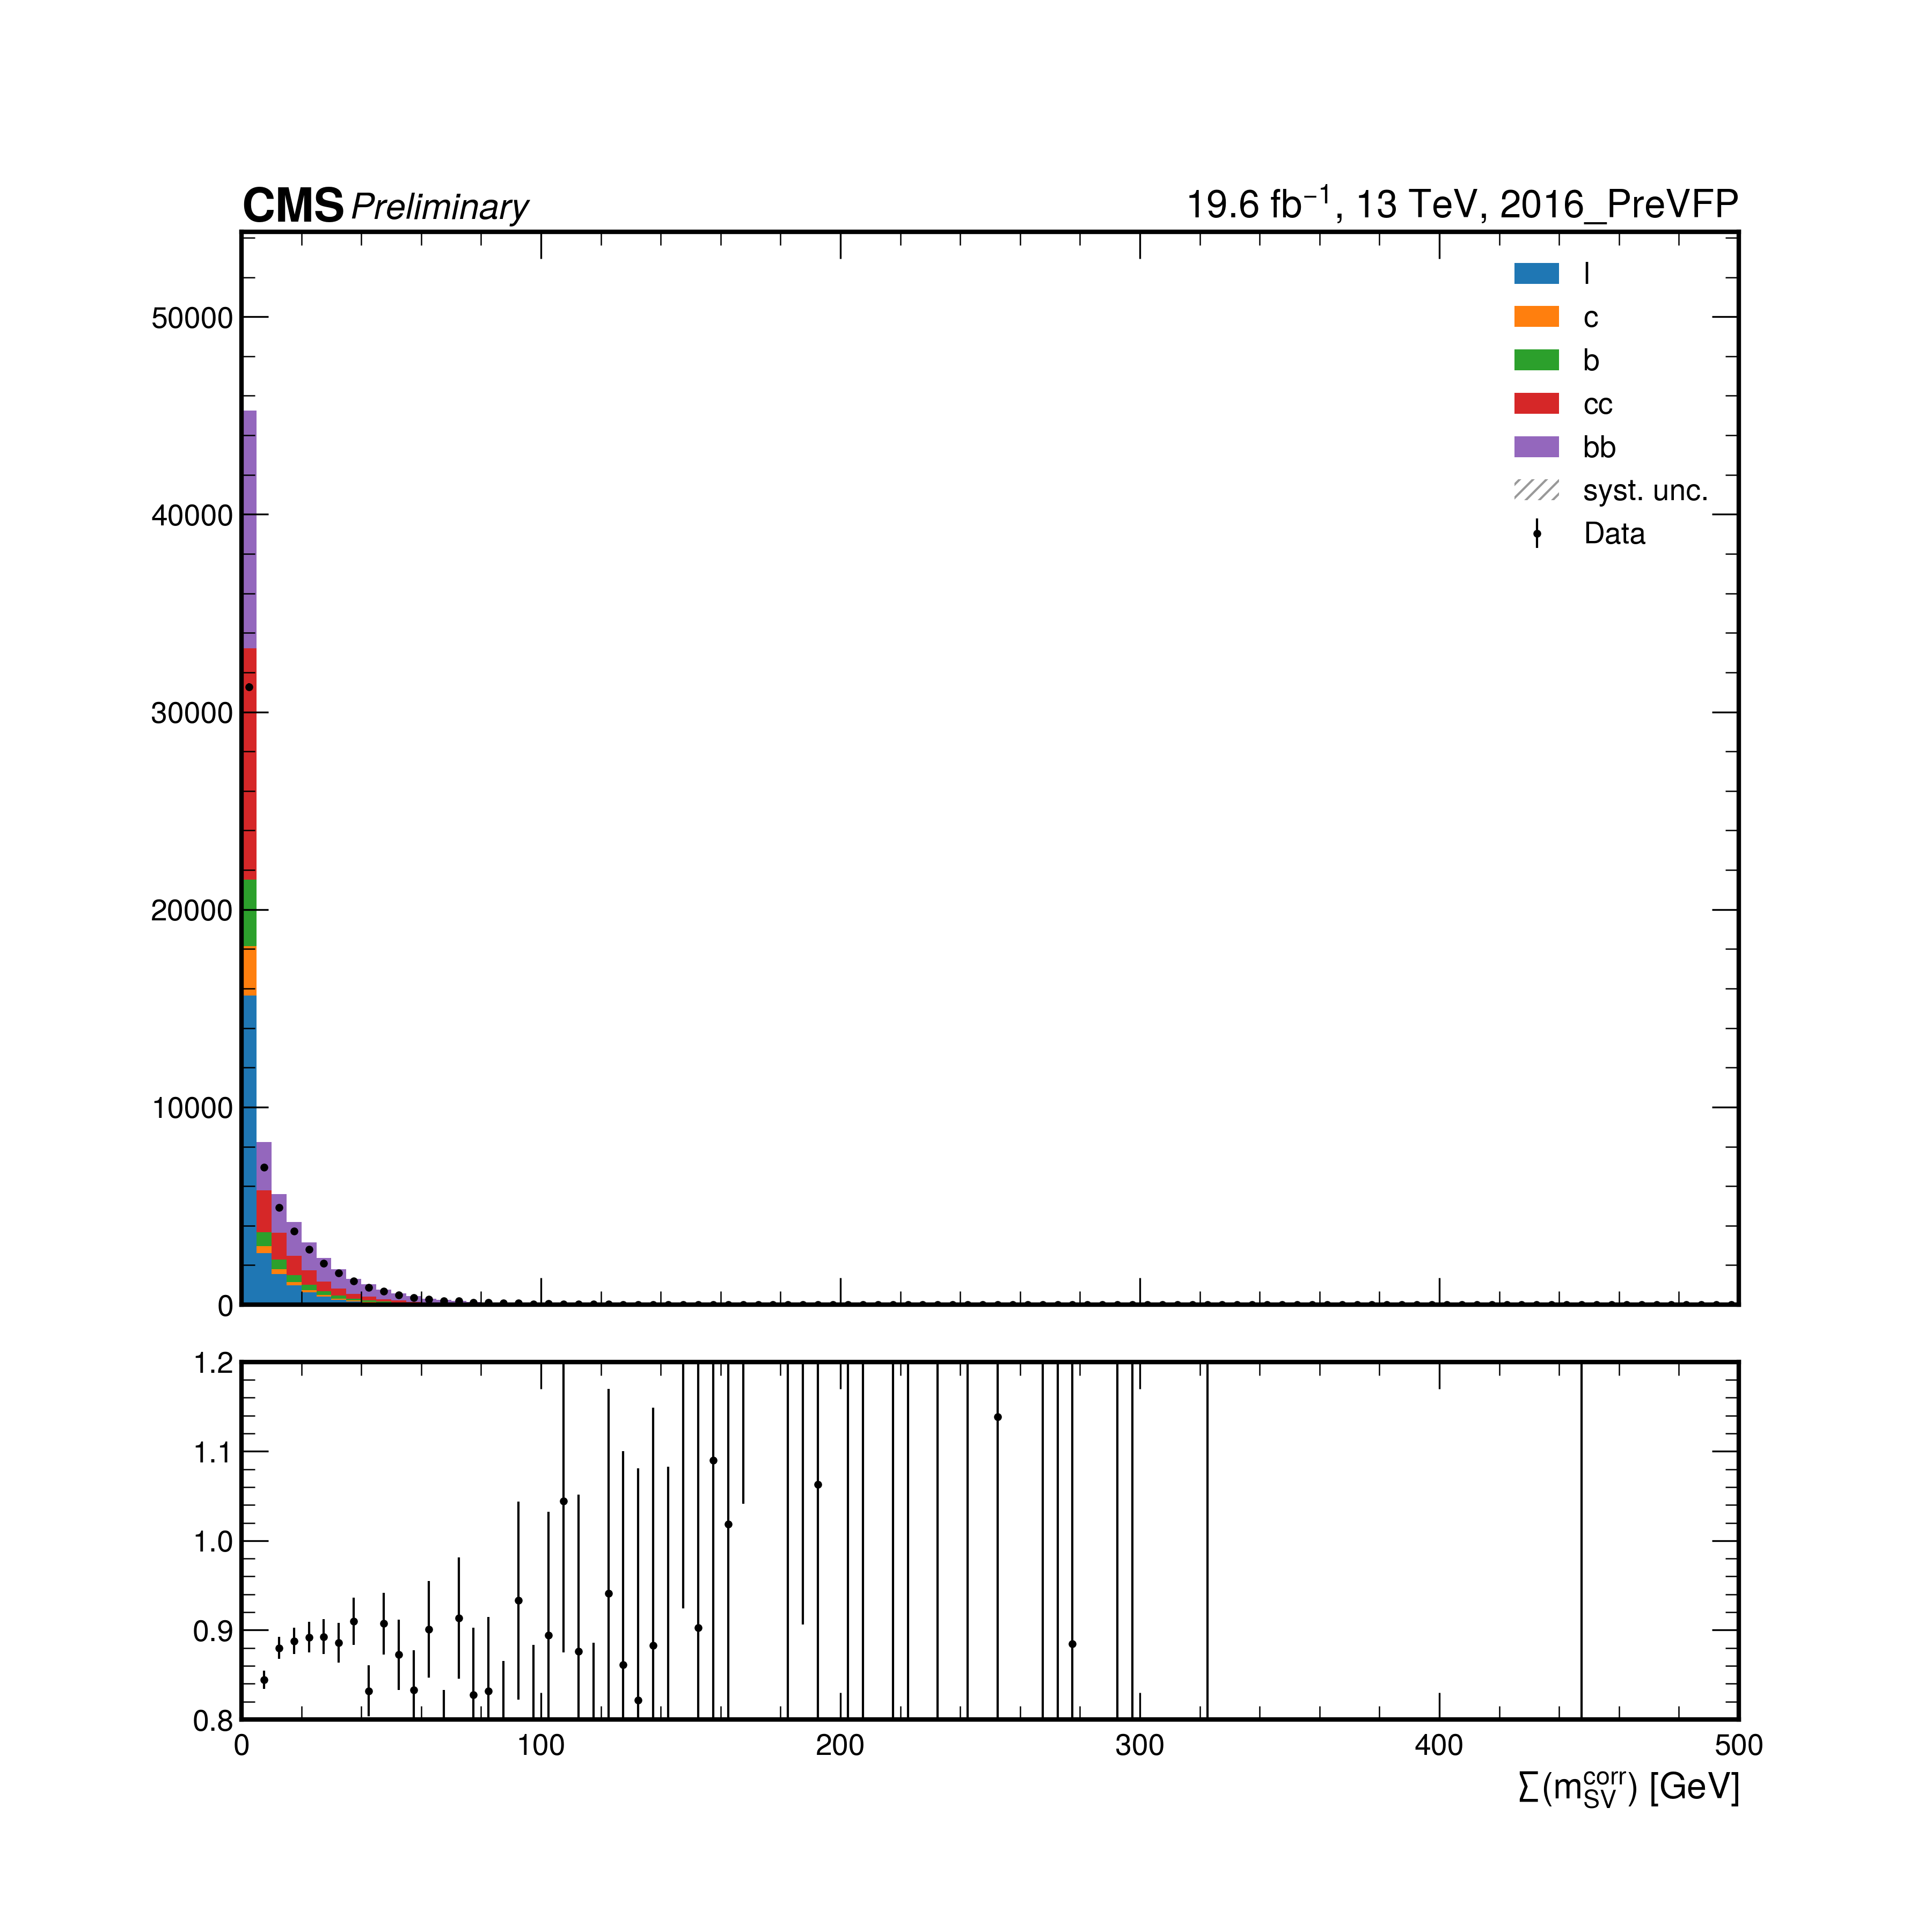 CMS Preliminary
19.6 fb⁻¹, 13 TeV, 2016_PreVFP
l
c
b
cc
bb
syst. unc.
Data
50000
40000
30000
20000
10000
0
1.2
1.1
1.0
0.9
0.8
0 100 200 300 400 500
Σ(m_SV^corr) [GeV]